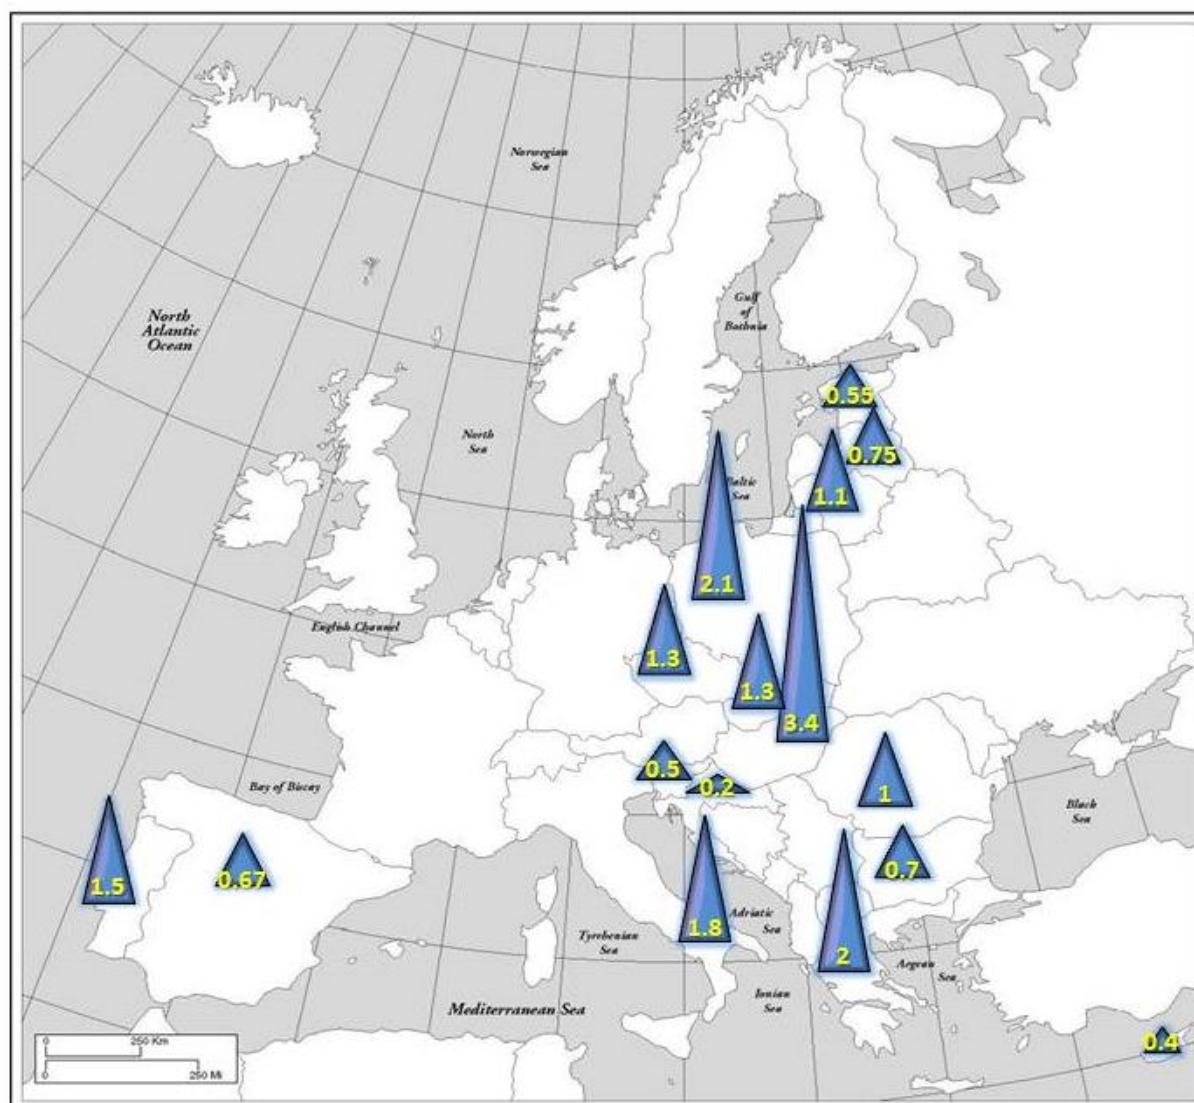 Norwegian
Sea
North
Atlantic
Ocean
Gulf
of
Bothnia
North
Sea
Baltic
Sea
0.55
0.75
1.1
2.1
English Channel
1.3
1.3
3.4
0.5
0.2
1
Bay of Biscay
Black
Sea
1.5
0.67
0.7
1.8
Adriatic
Sea
Tyrrhenian
Sea
2
Aegean
Sea
Ionian
Sea
Mediterranean Sea
0.4
0 250 Km
0 250 Mi